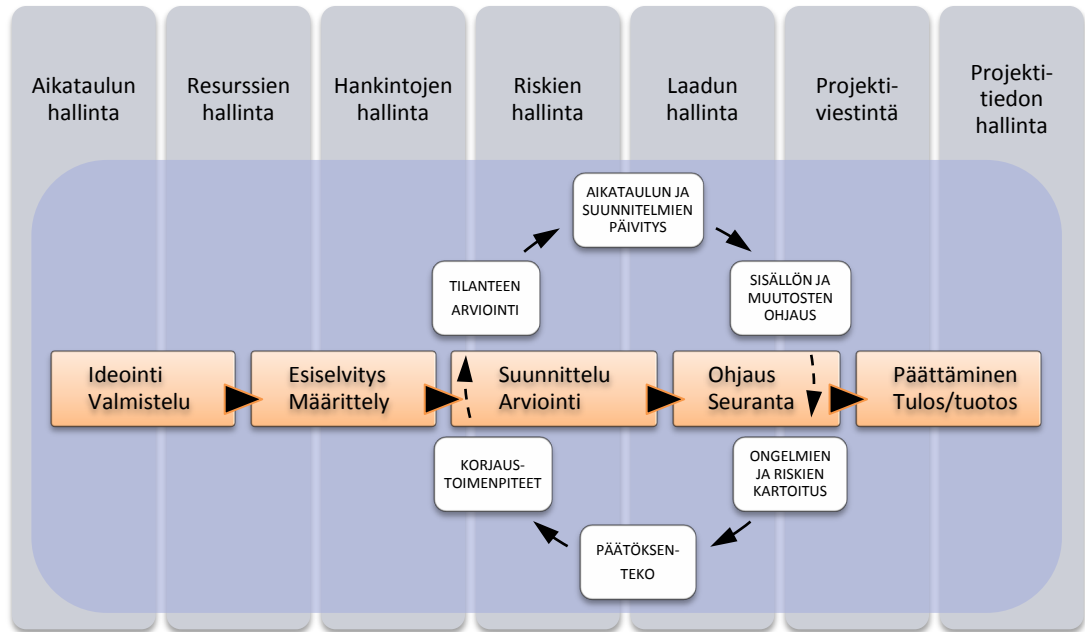 Aikataulun
hallinta
Resurssien
hallinta
Hankintojen
hallinta
Riskien
hallinta
Laadun
hallinta
Projekti-
viestintä
Projekti-
tiedon
hallinta
AIKATAULUN JA
SUUNNITELMIEN
PÄIVITYS
TILANTEEN
ARVIOINTI
SISÄLLÖN JA
MUUTOSTEN
OHJAUS
Ideointi
Valmistelu
Esiselvitys
Määrittely
Suunnittelu
Arviointi
Ohjaus
Seuranta
Päättäminen
Tulos/tuotos
KORJAUS-
TOIMENPITEET
ONGELMIEN
JA RISKIEN
KARTOITUS
PÄÄTÖKSEN-
TEKO